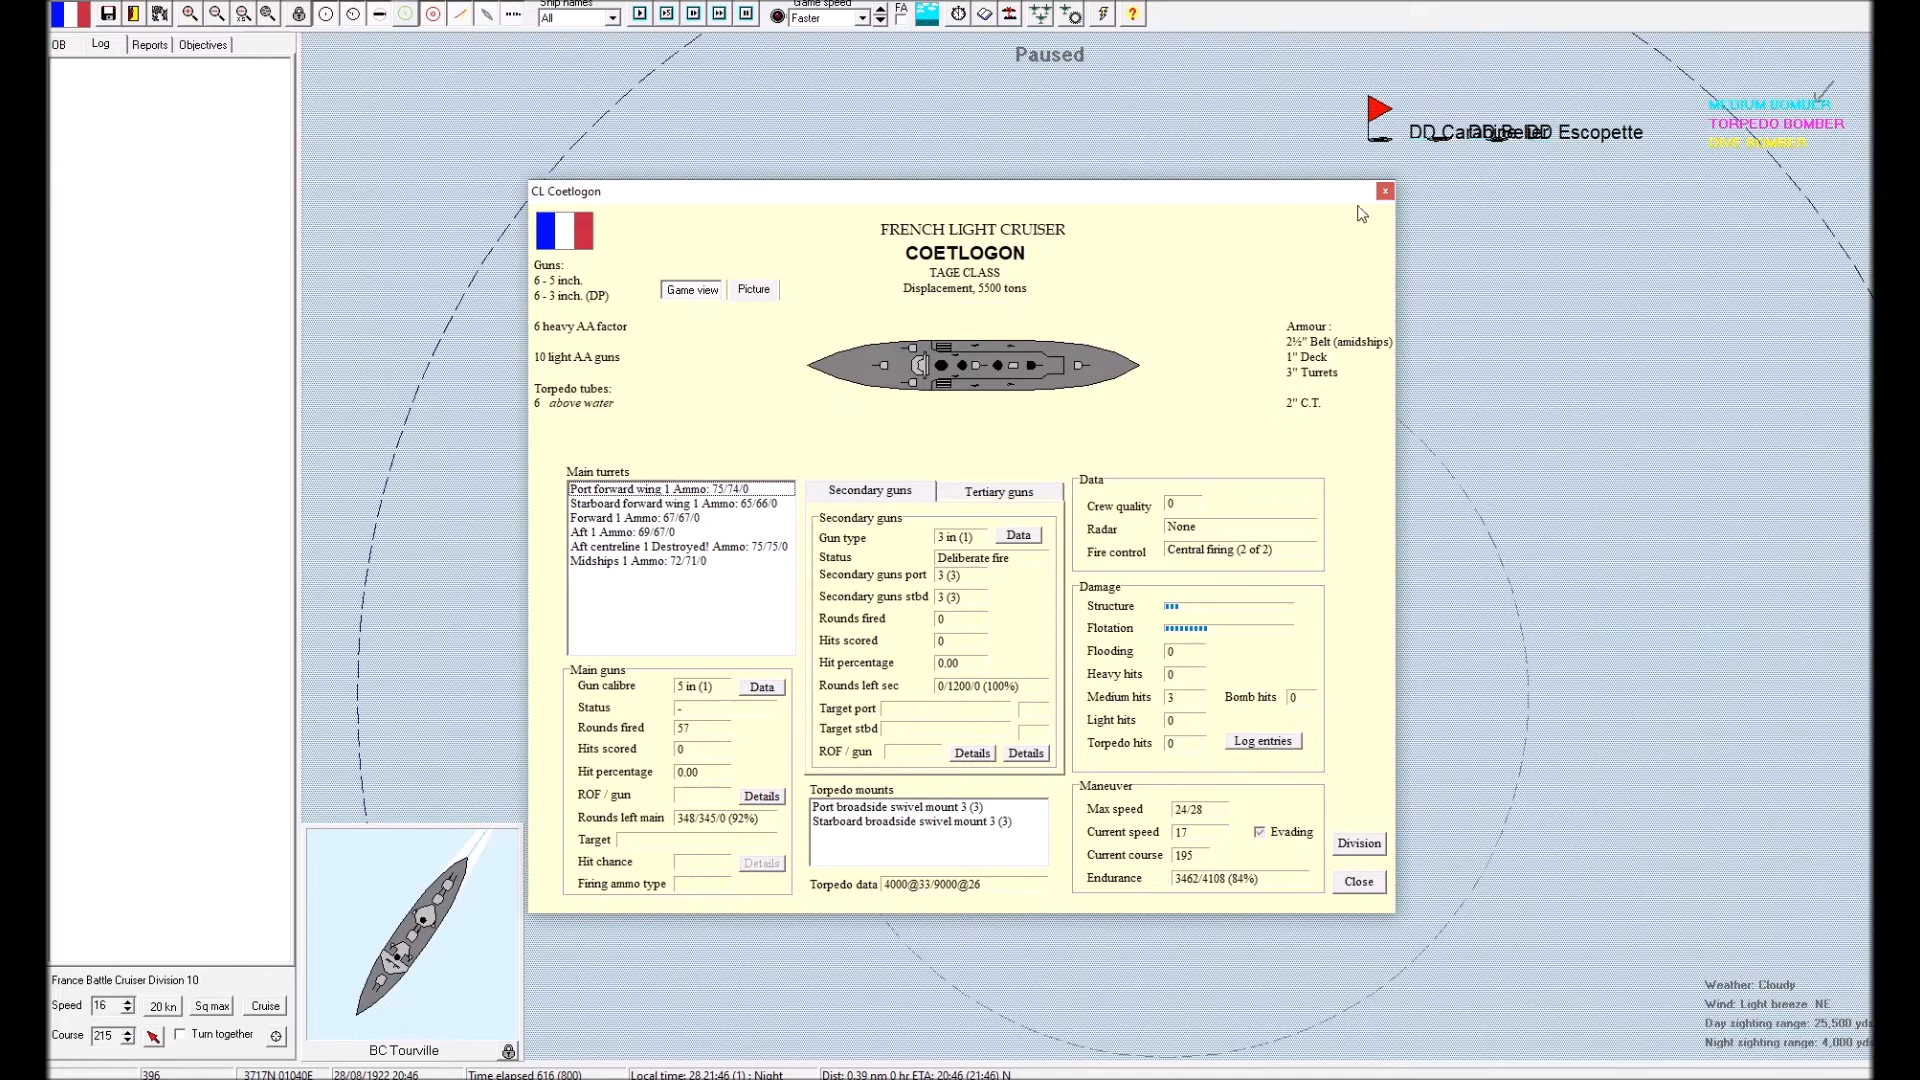 Ship names
All
Game speed
Faster
FA
OB
Log
Reports
Objectives
Paused
MEDIUM BOMBER
TORPEDO BOMBER
DIVE BOMBER
DD Carabine
DD Belier
DD Escopette
CL Coetlogon
FRENCH LIGHT CRUISER
COETLOGON
TAGE CLASS
Displacement, 5500 tons
Guns:
6 - 5 inch.
6 - 3 inch. (DP)
Game view
Picture
6 heavy AA factor
10 light AA guns
Torpedo tubes:
6 above water
Armour :
2½" Belt (amidships)
1" Deck
3" Turrets
2" C.T.
Main turrets
Port forward wing 1 Ammo: 75/74/0
Starboard forward wing 1 Ammo: 65/66/0
Forward 1 Ammo: 67/67/0
Aft 1 Ammo: 69/67/0
Aft centreline 1 Destroyed! Ammo: 75/75/0
Midships 1 Ammo: 72/71/0
Main guns
Gun calibre 5 in (1) Data
Status -
Rounds fired 57
Hits scored 0
Hit percentage 0.00
ROF / gun Details
Rounds left main 348/345/0 (92%)
Target
Hit chance Details
Firing ammo type
Secondary guns
Tertiary guns
Secondary guns
Gun type 3 in (1) Data
Status Deliberate fire
Secondary guns port 3 (3)
Secondary guns stbd 3 (3)
Rounds fired 0
Hits scored 0
Hit percentage 0.00
Rounds left sec 0/1200/0 (100%)
Target port
Target stbd
ROF / gun Details Details
Torpedo mounts
Port broadside swivel mount 3 (3)
Starboard broadside swivel mount 3 (3)
Torpedo data 4000@33/9000@26
Data
Crew quality 0
Radar None
Fire control Central firing (2 of 2)
Damage
Structure
Flotation
Flooding 0
Heavy hits 0
Medium hits 3 Bomb hits 0
Light hits 0
Torpedo hits 0 Log entries
Maneuver
Max speed 24/28
Current speed 17 Evading
Current course 195
Endurance 3462/4108 (84%)
Division
Close
France Battle Cruiser Division 10
Speed 16 20 kn Sq max Cruise
Course 215 Turn together
BC Tourville
Weather: Cloudy
Wind: Light breeze NE
Day sighting range: 25,500 yds
Night sighting range: 4,000 yds
396
3717N 01040E
28/08/1922 20:46
Time elapsed 616 (800)
Local time: 28 21:46 (1) : Night
Dist: 0.39 nm 0 hr ETA: 20:46 (21:46) N